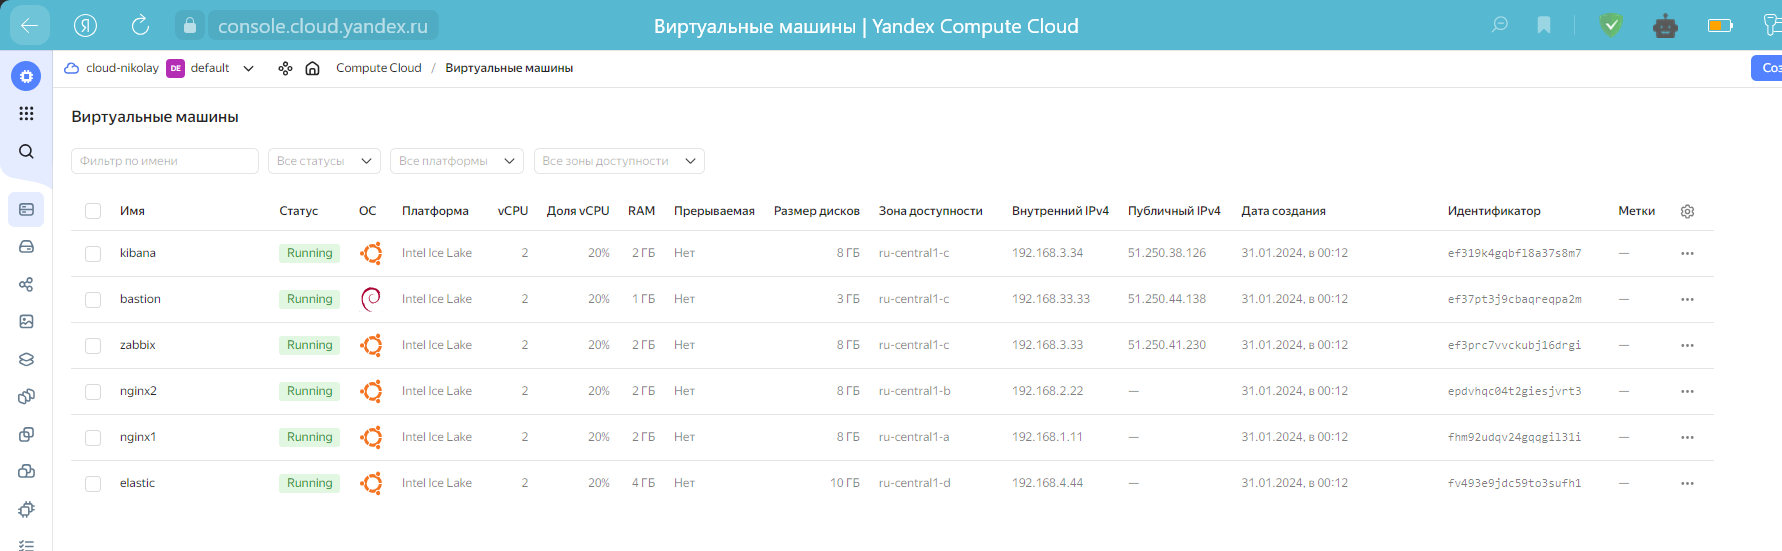 Я console.cloud.yandex.ru Виртуальные машины | Yandex Compute Cloud
cloud-nikolay DE default Compute Cloud / Виртуальные машины Соз
Виртуальные машины
Фильтр по имени Все статусы Все платформы Все зоны доступности
Имя Статус ОС Платформа vCPU Доля vCPU RAM Прерываемая Размер дисков Зона доступности Внутренний IPv4 Публичный IPv4 Дата создания Идентификатор Метки
kibana Running Intel Ice Lake 2 20% 2 ГБ Нет 8 ГБ ru-central1-c 192.168.3.34 51.250.38.126 31.01.2024, в 00:12 ef319k4gqbfl8a37s8m7 —
bastion Running Intel Ice Lake 2 20% 1 ГБ Нет 3 ГБ ru-central1-c 192.168.33.33 51.250.44.138 31.01.2024, в 00:12 ef37pt3j9cbaqreqpa2m —
zabbix Running Intel Ice Lake 2 20% 2 ГБ Нет 8 ГБ ru-central1-c 192.168.3.33 51.250.41.230 31.01.2024, в 00:12 ef3prc7vvckubj16drgi —
nginx2 Running Intel Ice Lake 2 20% 2 ГБ Нет 8 ГБ ru-central1-b 192.168.2.22 — 31.01.2024, в 00:12 epdvhqc04t2giesjvrt3 —
nginx1 Running Intel Ice Lake 2 20% 2 ГБ Нет 8 ГБ ru-central1-a 192.168.1.11 — 31.01.2024, в 00:12 fhm92udqv24gqqgil31i —
elastic Running Intel Ice Lake 2 20% 4 ГБ Нет 10 ГБ ru-central1-d 192.168.4.44 — 31.01.2024, в 00:12 fv493e9jdc59to3sufh1 —